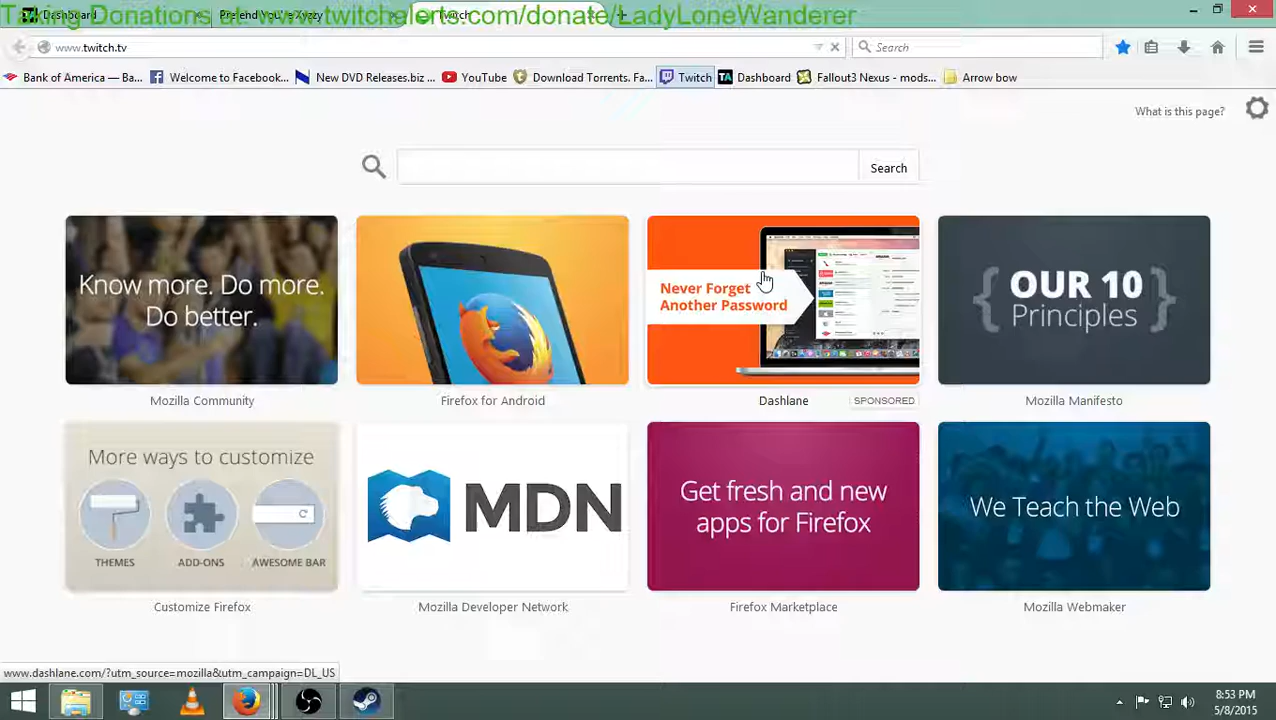 Taking Donations at: www.twitchalerts.com/donate/LadyLoneWanderer
Dashboard
Pretend You're Xyzzy
Twitch
www.twitch.tv
Search
Bank of America — Ba...
Welcome to Facebook...
New DVD Releases.biz ...
YouTube
Download Torrents. Fa...
Twitch
TA
Dashboard
Fallout3 Nexus - mods...
Arrow bow
What is this page?
Search
Know more. Do more.
Do better.
Never Forget
Another Password
{ OUR 10 }
Principles
Mozilla Community
Firefox for Android
Dashlane
SPONSORED
Mozilla Manifesto
More ways to customize
THEMES
ADD-ONS
AWESOME BAR
MDN
Get fresh and new
apps for Firefox
We Teach the Web
Customize Firefox
Mozilla Developer Network
Firefox Marketplace
Mozilla Webmaker
www.dashlane.com/?utm_source=mozilla&utm_campaign=DL_US
8:53 PM
5/8/2015